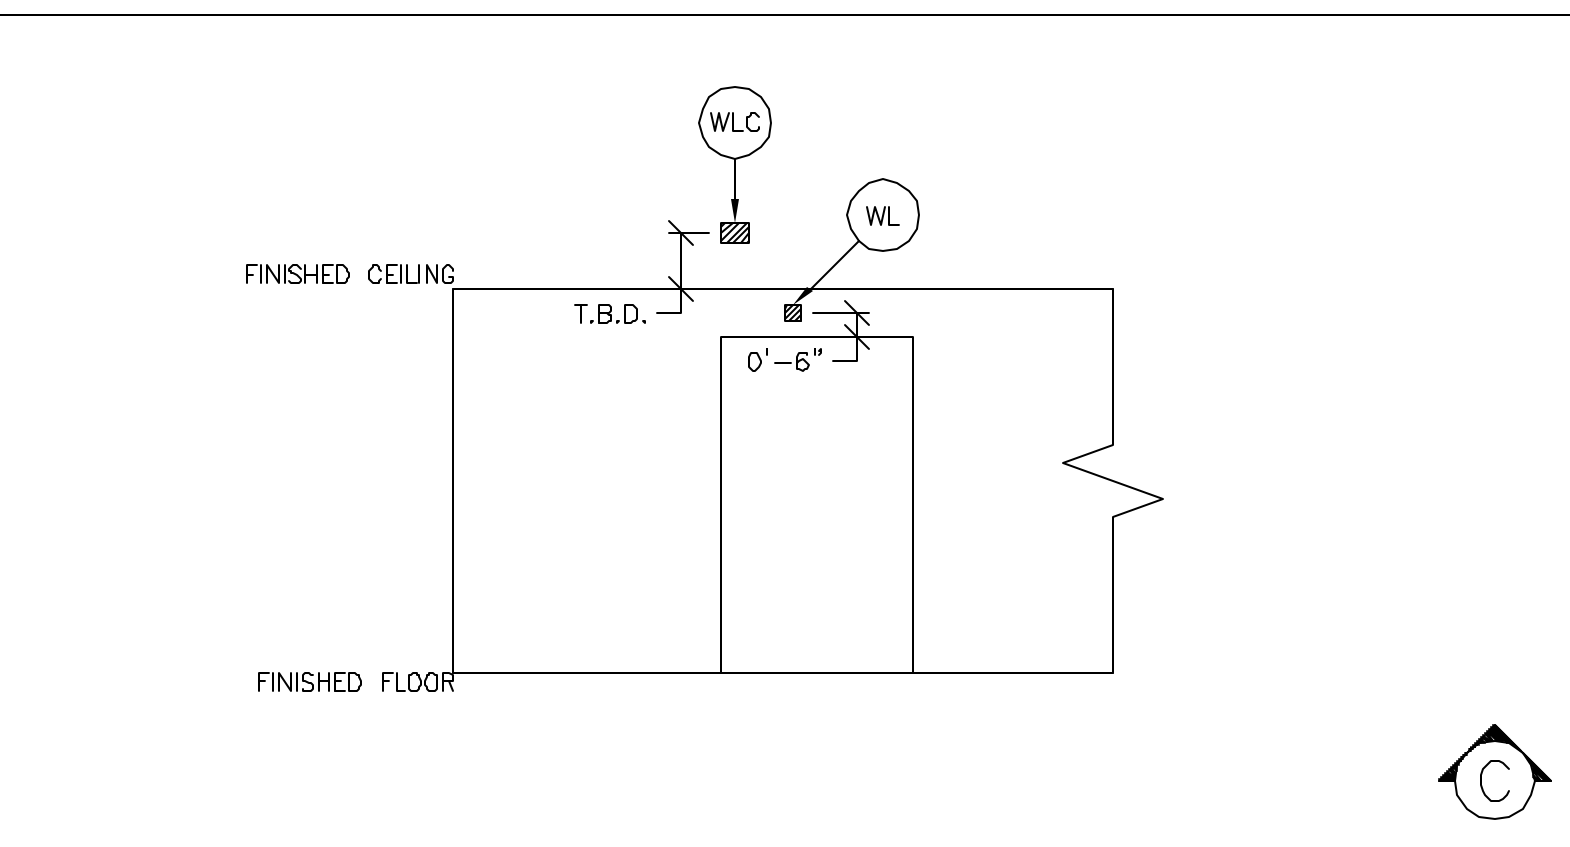 WLC
WL
FINISHED CEILING
T.B.D.
0'-6"
FINISHED FLOOR
C